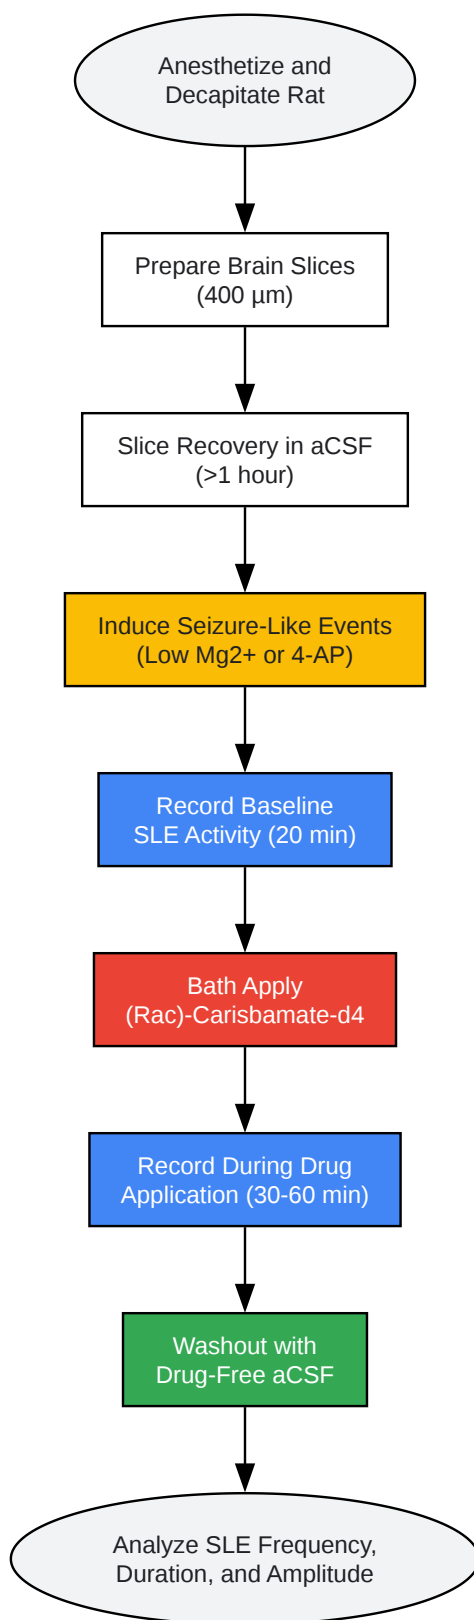 Anesthetize and
Decapitate Rat
Prepare Brain Slices
(400 µm)
Slice Recovery in aCSF
(>1 hour)
Induce Seizure-Like Events
(Low Mg2+ or 4-AP)
Record Baseline
SLE Activity (20 min)
Bath Apply
(Rac)-Carisbamate-d4
Record During Drug
Application (30-60 min)
Washout with
Drug-Free aCSF
Analyze SLE Frequency,
Duration, and Amplitude